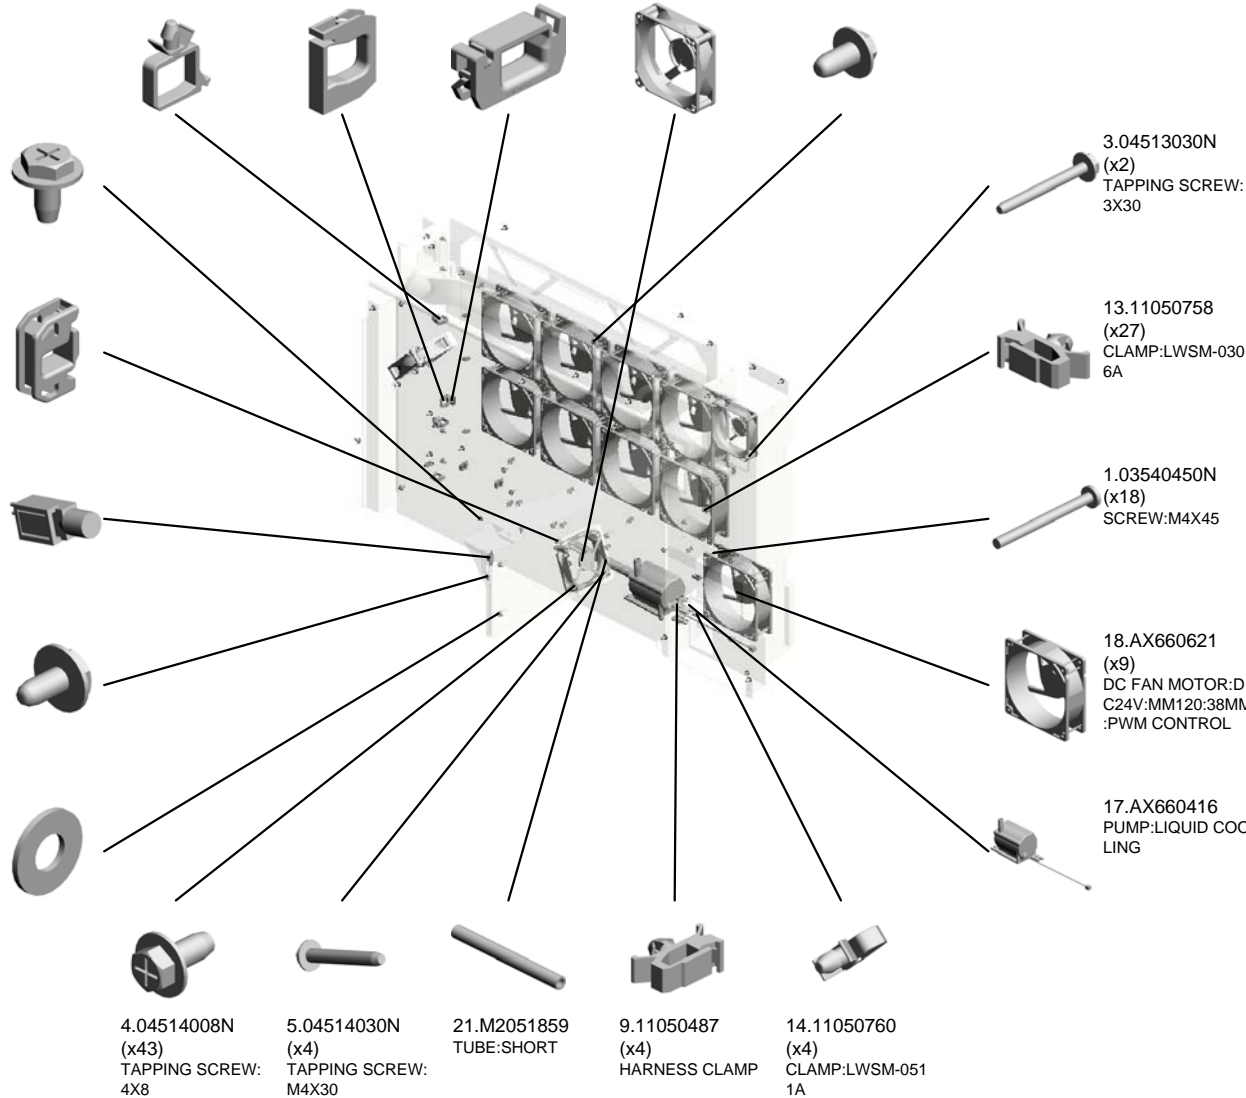 3.04513030N
(x2)
TAPPING SCREW:
3X30
13.11050758
(x27)
CLAMP:LWSM-030
6A
1.03540450N
(x18)
SCREW:M4X45
18.AX660621
(x9)
DC FAN MOTOR:D
C24V:MM120:38MM
:PWM CONTROL
17.AX660416
PUMP:LIQUID COO
LING
4.04514008N
(x43)
TAPPING SCREW:
4X8
5.04514030N
(x4)
TAPPING SCREW:
M4X30
21.M2051859
TUBE:SHORT
9.11050487
(x4)
HARNESS CLAMP
14.11050760
(x4)
CLAMP:LWSM-051
1A